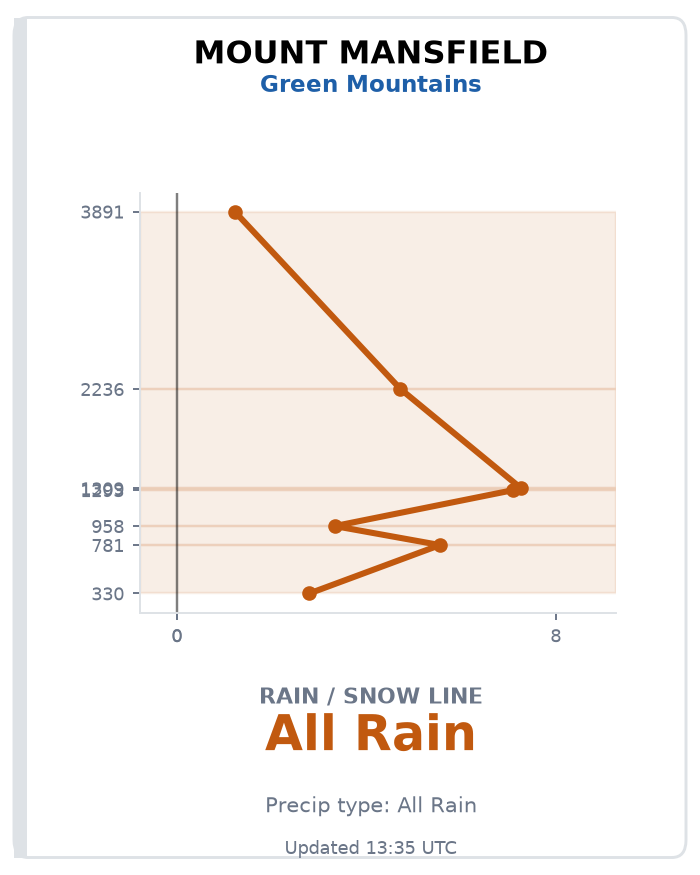 MOUNT MANSFIELD
Green Mountains
3891
2236
958
781
330
0 8
RAIN / SNOW LINE
All Rain
Precip type: All Rain
Updated 13:35 UTC